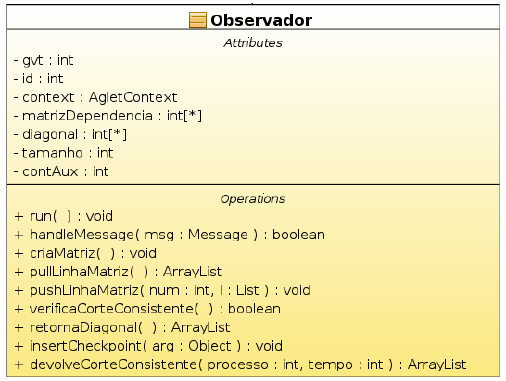 Observador
Attributes
- gvt : int
- id : int
- context : AgletContext
- matrizDependencia : int[*]
- diagonal : int[*]
- tamanho : int
- contAux : int
Operations
+ run( ) : void
+ handleMessage( msg : Message ) : boolean
+ criaMatriz( ) : void
+ pullLinhaMatriz( ) : ArrayList
+ pushLinhaMatriz( num : int, l : List ) : void
+ verificaCorteConsistente( ) : boolean
+ retornaDiagonal( ) : ArrayList
+ insertCheckpoint( arg : Object ) : void
+ devolveCorteConsistente( processo : int, tempo : int ) : ArrayList